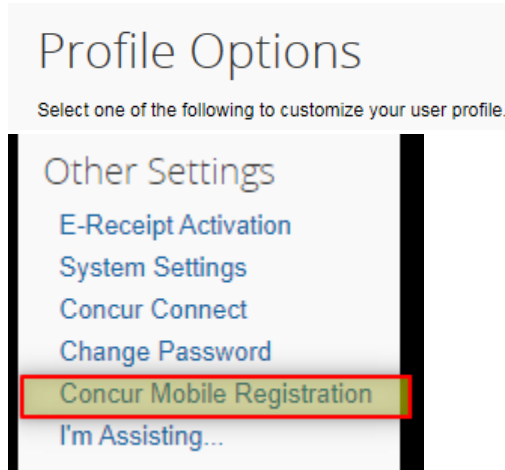 Profile Options
Select one of the following to customize your user profile.
Other Settings
E-Receipt Activation
System Settings
Concur Connect
Change Password
Concur Mobile Registration
I'm Assisting...